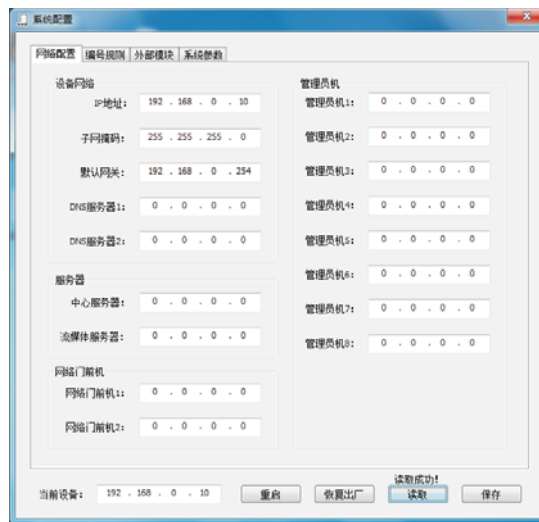 系统配置
网络配置 编号规则 外部模块 系统参数
设备网络
IP地址: 192 . 168 . 0 . 10
子网掩码: 255 . 255 . 255 . 0
默认网关: 192 . 168 . 0 . 254
DNS服务器1: 0 . 0 . 0 . 0
DNS服务器2: 0 . 0 . 0 . 0
服务器
中心服务器: 0 . 0 . 0 . 0
流媒体服务器: 0 . 0 . 0 . 0
网络门前机
网络门前机1: 0 . 0 . 0 . 0
网络门前机2: 0 . 0 . 0 . 0
管理员机
管理员机1: 0 . 0 . 0 . 0
管理员机2: 0 . 0 . 0 . 0
管理员机3: 0 . 0 . 0 . 0
管理员机4: 0 . 0 . 0 . 0
管理员机5: 0 . 0 . 0 . 0
管理员机6: 0 . 0 . 0 . 0
管理员机7: 0 . 0 . 0 . 0
管理员机8: 0 . 0 . 0 . 0
读取成功!
当前设备: 192 . 168 . 0 . 10 重启 恢复出厂 读取 保存